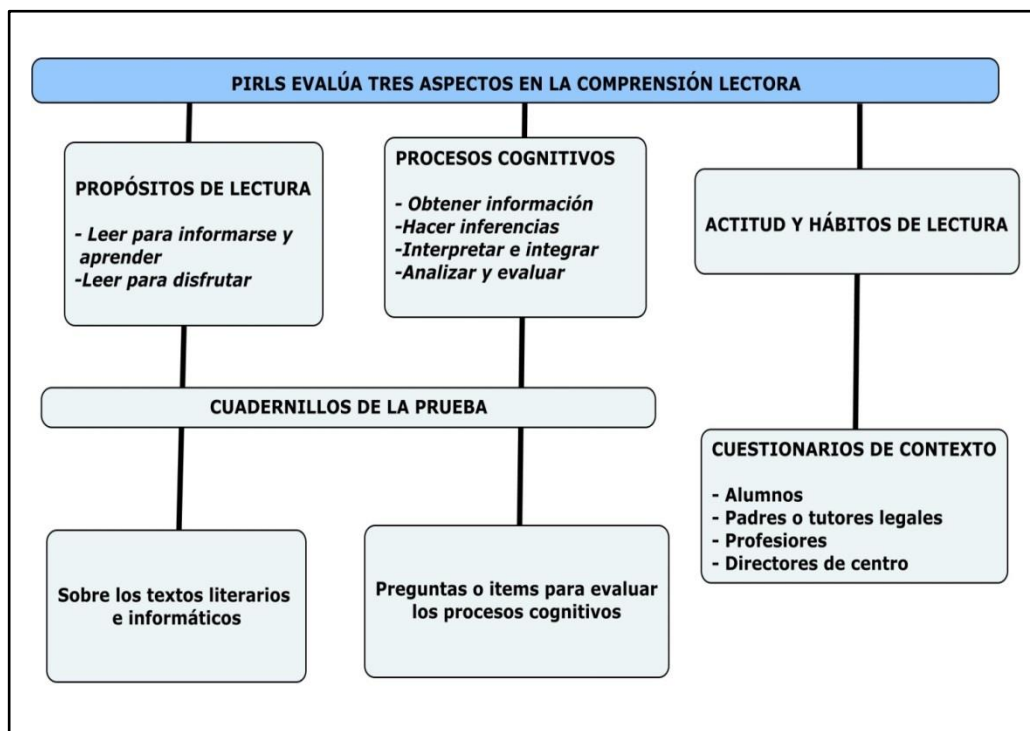 PIRLS EVALÚA TRES ASPECTOS EN LA COMPRENSIÓN LECTORA
PROPÓSITOS DE LECTURA
- Leer para informarse y
aprender
-Leer para disfrutar
PROCESOS COGNITIVOS
- Obtener información
-Hacer inferencias
-Interpretar e integrar
-Analizar y evaluar
ACTITUD Y HÁBITOS DE LECTURA
CUADERNILLOS DE LA PRUEBA
Sobre los textos literarios
e informáticos
Preguntas o items para evaluar
los procesos cognitivos
CUESTIONARIOS DE CONTEXTO
- Alumnos
- Padres o tutores legales
- Profesiores
- Directores de centro